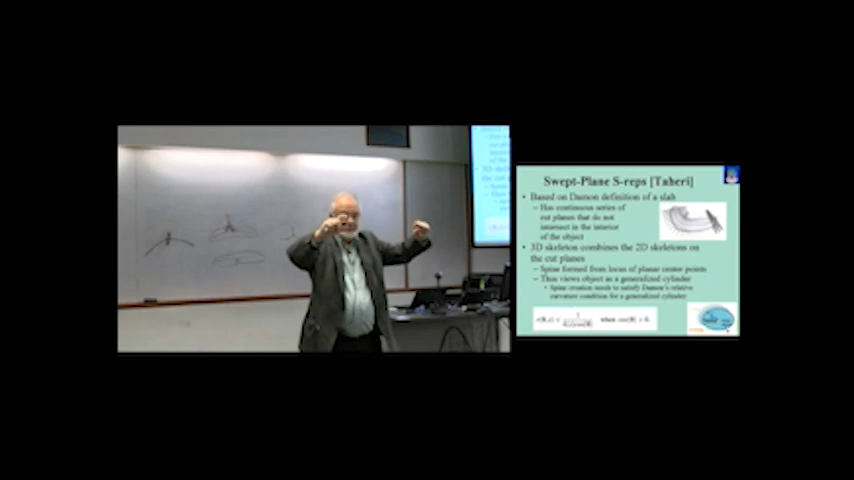 Swept-Plane S-reps [Taheri]
• Based on Damon definition of a slab
– Has continuous series of
cut planes that do not
intersect in the interior
of the object
• 3D skeleton combines the 2D skeletons on
the cut planes
– Spine formed from locus of planar center points
– Thus views object as a generalized cylinder
• Spine creation needs to satisfy Damon's relative
curvature condition for a generalized cylinder
when